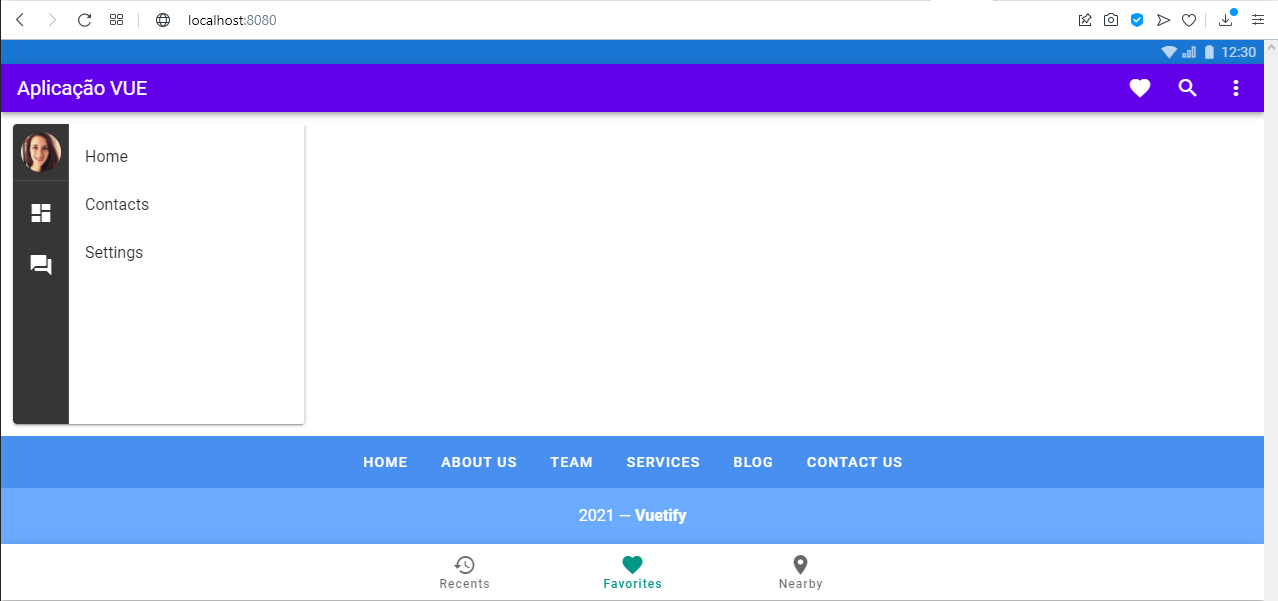 localhost:8080
12:30
Aplicação VUE
Home
Contacts
Settings
HOME ABOUT US TEAM SERVICES BLOG CONTACT US
2021 — Vuetify
Recents Favorites Nearby